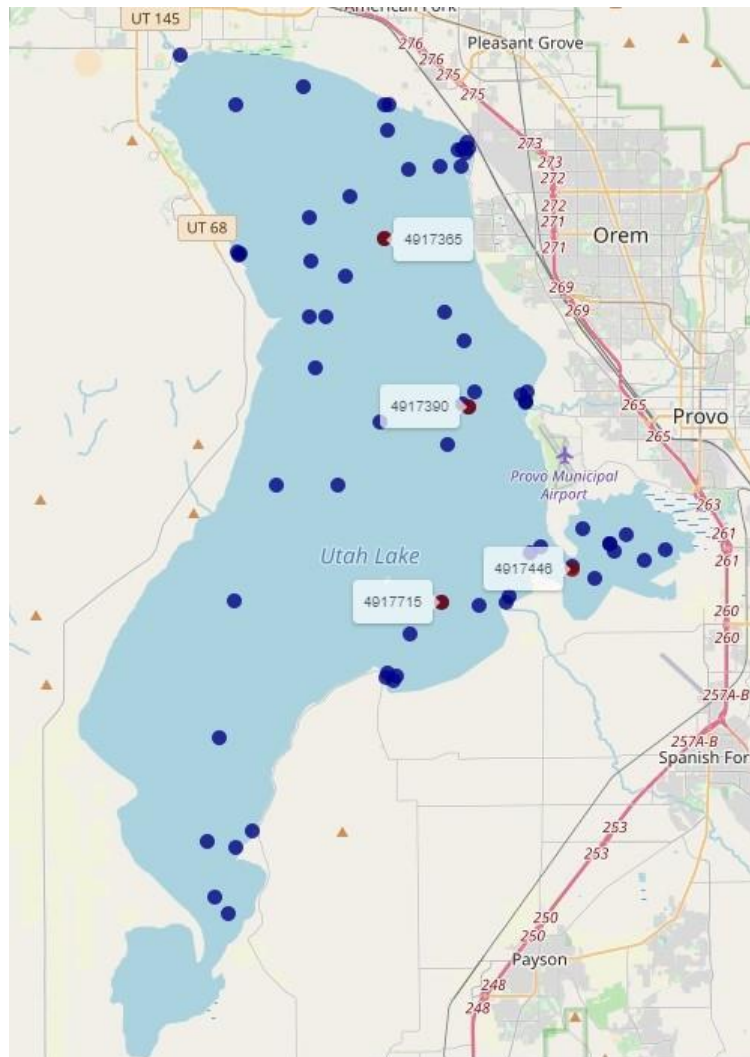 American Fork
UT 145
Pleasant Grove
276
276
275
275
273
273
272
272
271
271
UT 68
4917365
Orem
269
269
4917390
265
265
Provo
Provo Municipal
Airport
263
261
261
Utah Lake
4917446
4917715
260
260
257A-B
257A-B
Spanish For
253
253
250
250
Payson
248
248